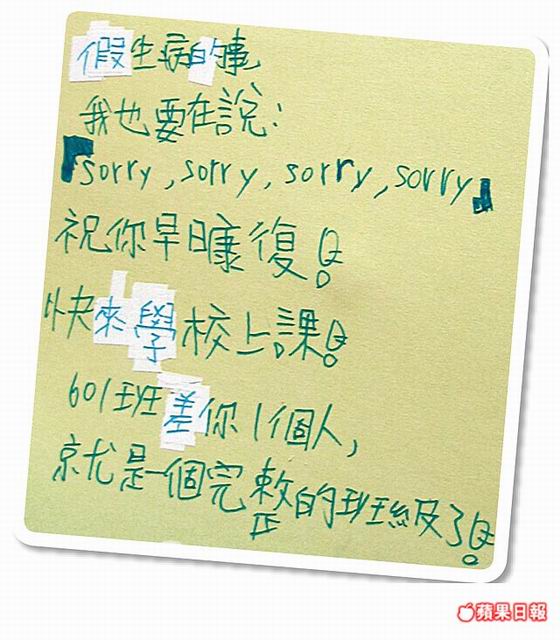 假生病的事,
我也要在說:
『sorry,sorry,sorry,sorry』
祝你早日康復!
快來學校上課!
601班差你1個人,
就是一個完整的班級了!
蘋果日報